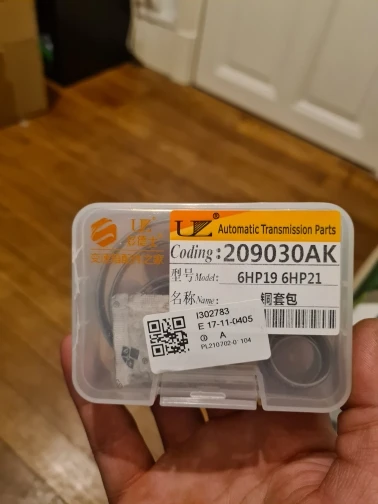 UZ® Automatic Transmission Parts
Coding: 209030AK
型号Model: 6HP19 6HP21
名称Name: 铜套包
I302783
E 17-11-0405
A
PL210702-0 104